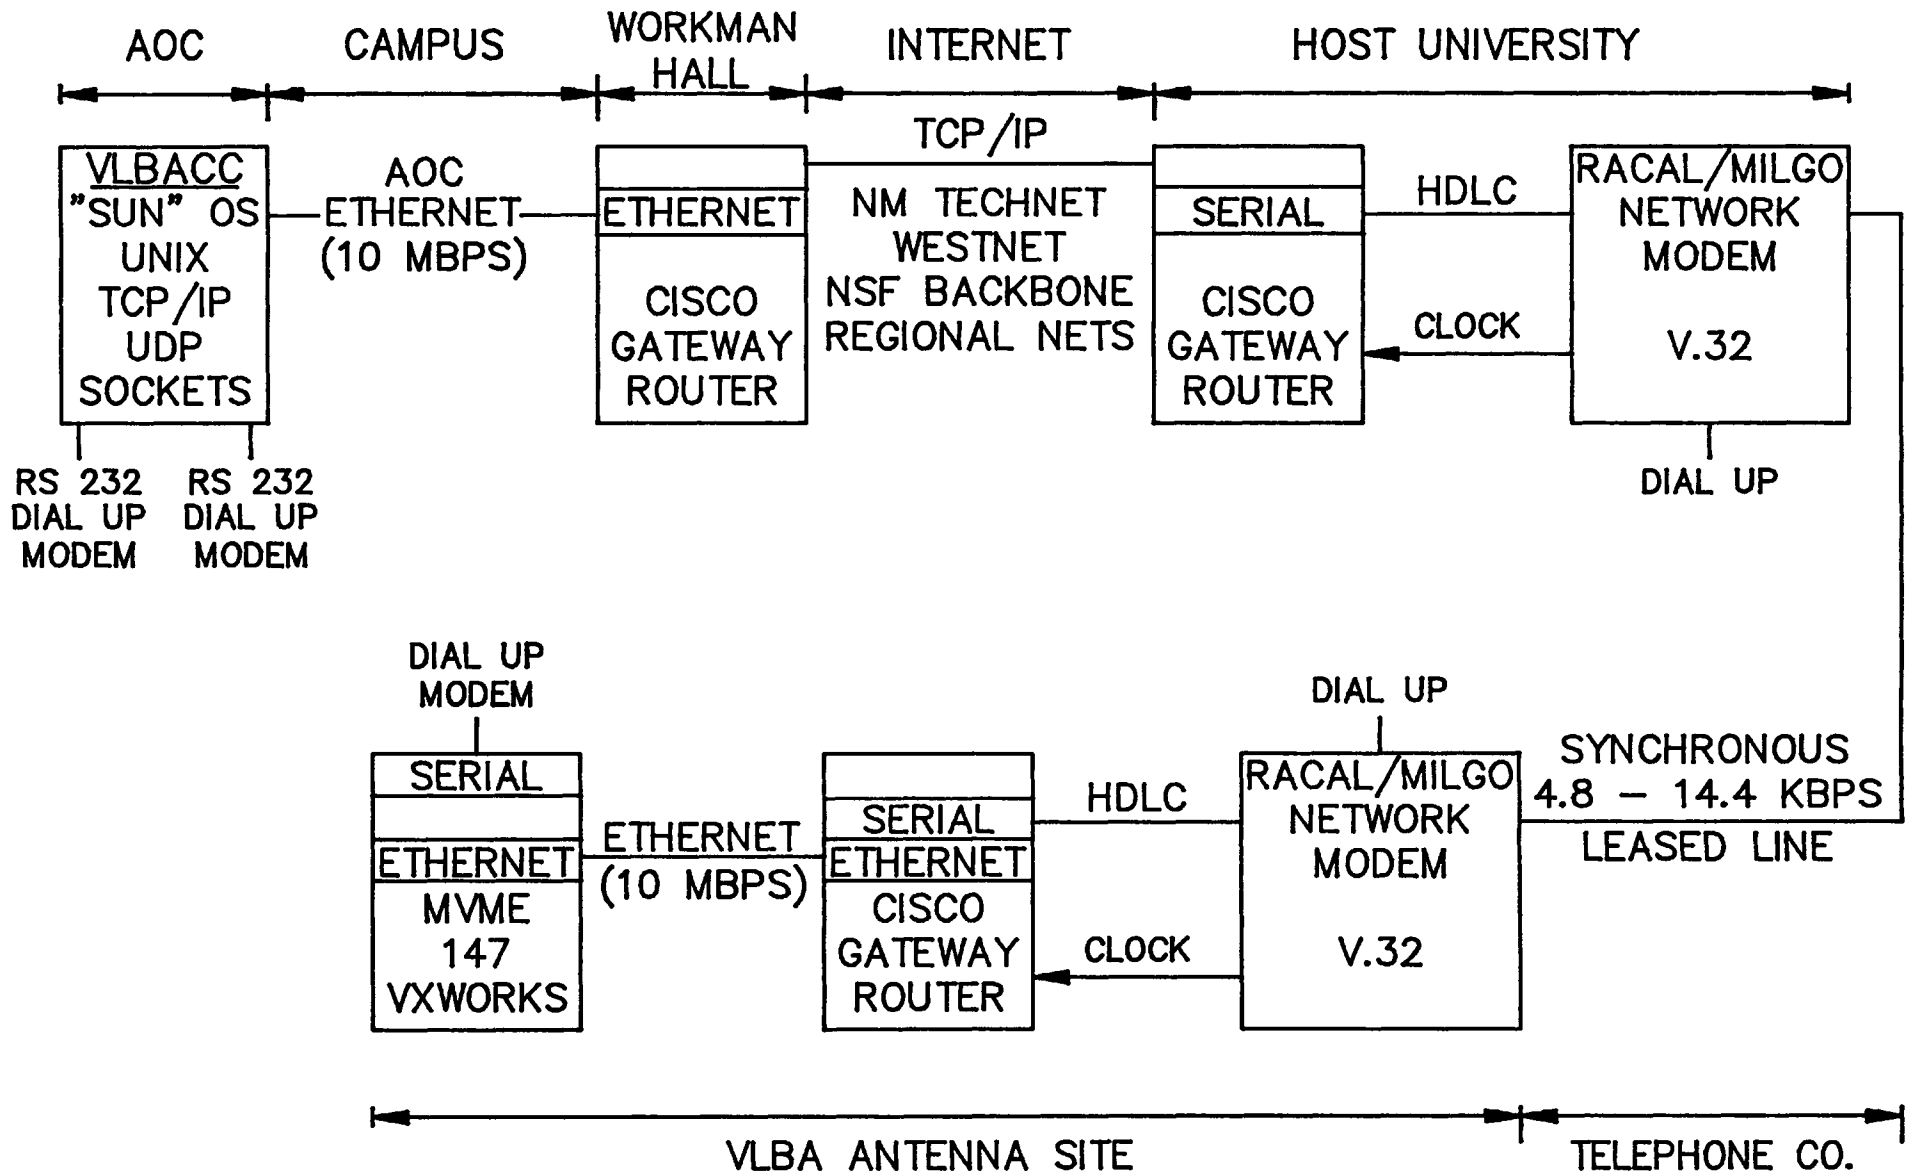 AOC
CAMPUS
WORKMAN
HALL
INTERNET
HOST UNIVERSITY
VLBACC
"SUN" OS
UNIX
TCP/IP
UDP
SOCKETS
AOC
ETHERNET
(10 MBPS)
ETHERNET
CISCO
GATEWAY
ROUTER
TCP/IP
NM TECHNET
WESTNET
NSF BACKBONE
REGIONAL NETS
SERIAL
CISCO
GATEWAY
ROUTER
HDLC
CLOCK
RACAL/MILGO
NETWORK
MODEM
V.32
RS 232
DIAL UP
MODEM
RS 232
DIAL UP
MODEM
DIAL UP
DIAL UP
MODEM
SERIAL
ETHERNET
MVME
147
VXWORKS
ETHERNET
(10 MBPS)
SERIAL
ETHERNET
CISCO
GATEWAY
ROUTER
HDLC
CLOCK
DIAL UP
RACAL/MILGO
NETWORK
MODEM
V.32
SYNCHRONOUS
4.8 – 14.4 KBPS
LEASED LINE
VLBA ANTENNA SITE
TELEPHONE CO.